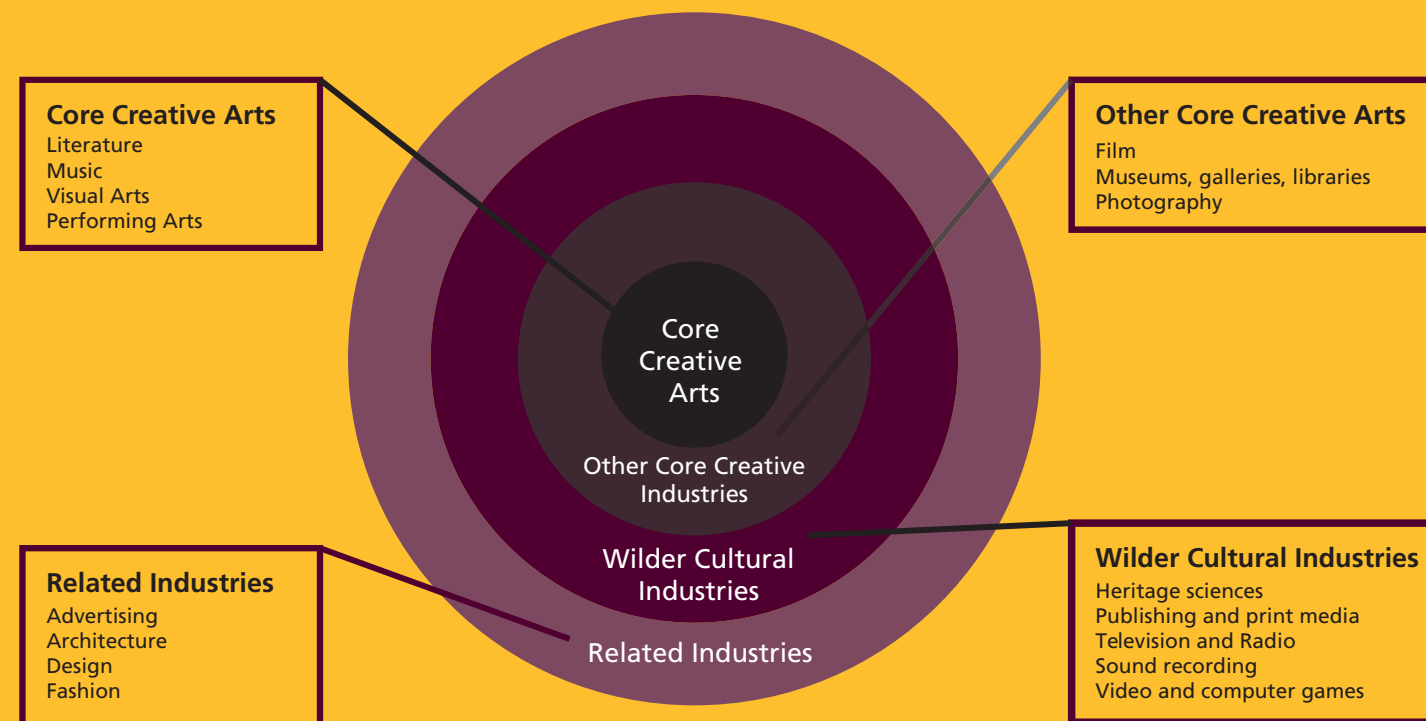 Core Creative Arts
Literature
Music
Visual Arts
Performing Arts
Other Core Creative Arts
Film
Museums, galleries, libraries
Photography
Core
Creative
Arts
Other Core Creative
Industries
Wilder Cultural
Industries
Related Industries
Related Industries
Advertising
Architecture
Design
Fashion
Wilder Cultural Industries
Heritage sciences
Publishing and print media
Television and Radio
Sound recording
Video and computer games